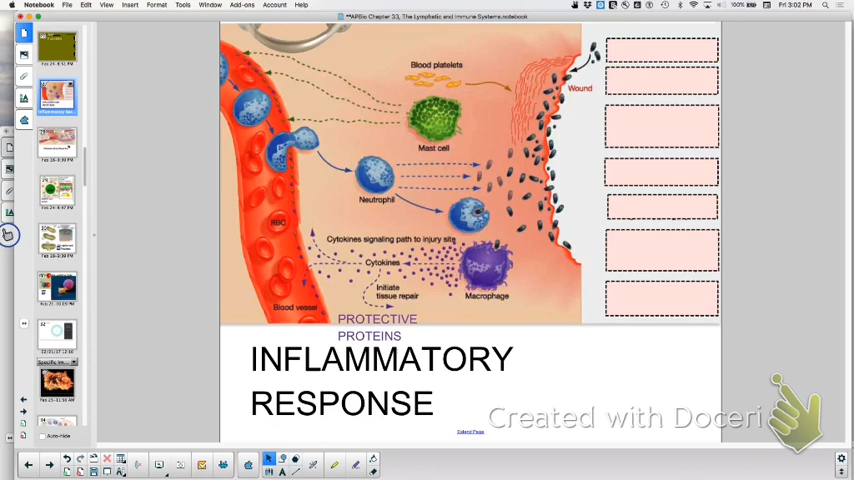 Notebook File Edit View Insert Format Tools Window Add-ons Account Help
100% Fri 3:02 PM
**APBio Chapter 33, The Lymphatic and Immune Systems.notebook
Blood platelets
Wound
Mast cell
Neutrophil
RBC
Cytokines signaling path to injury site
Cytokines
Initiate
tissue repair
Macrophage
Blood vessel
PROTECTIVE
PROTEINS
INFLAMMATORY
RESPONSE
Created with Doceri
Extend Page
Auto-hide